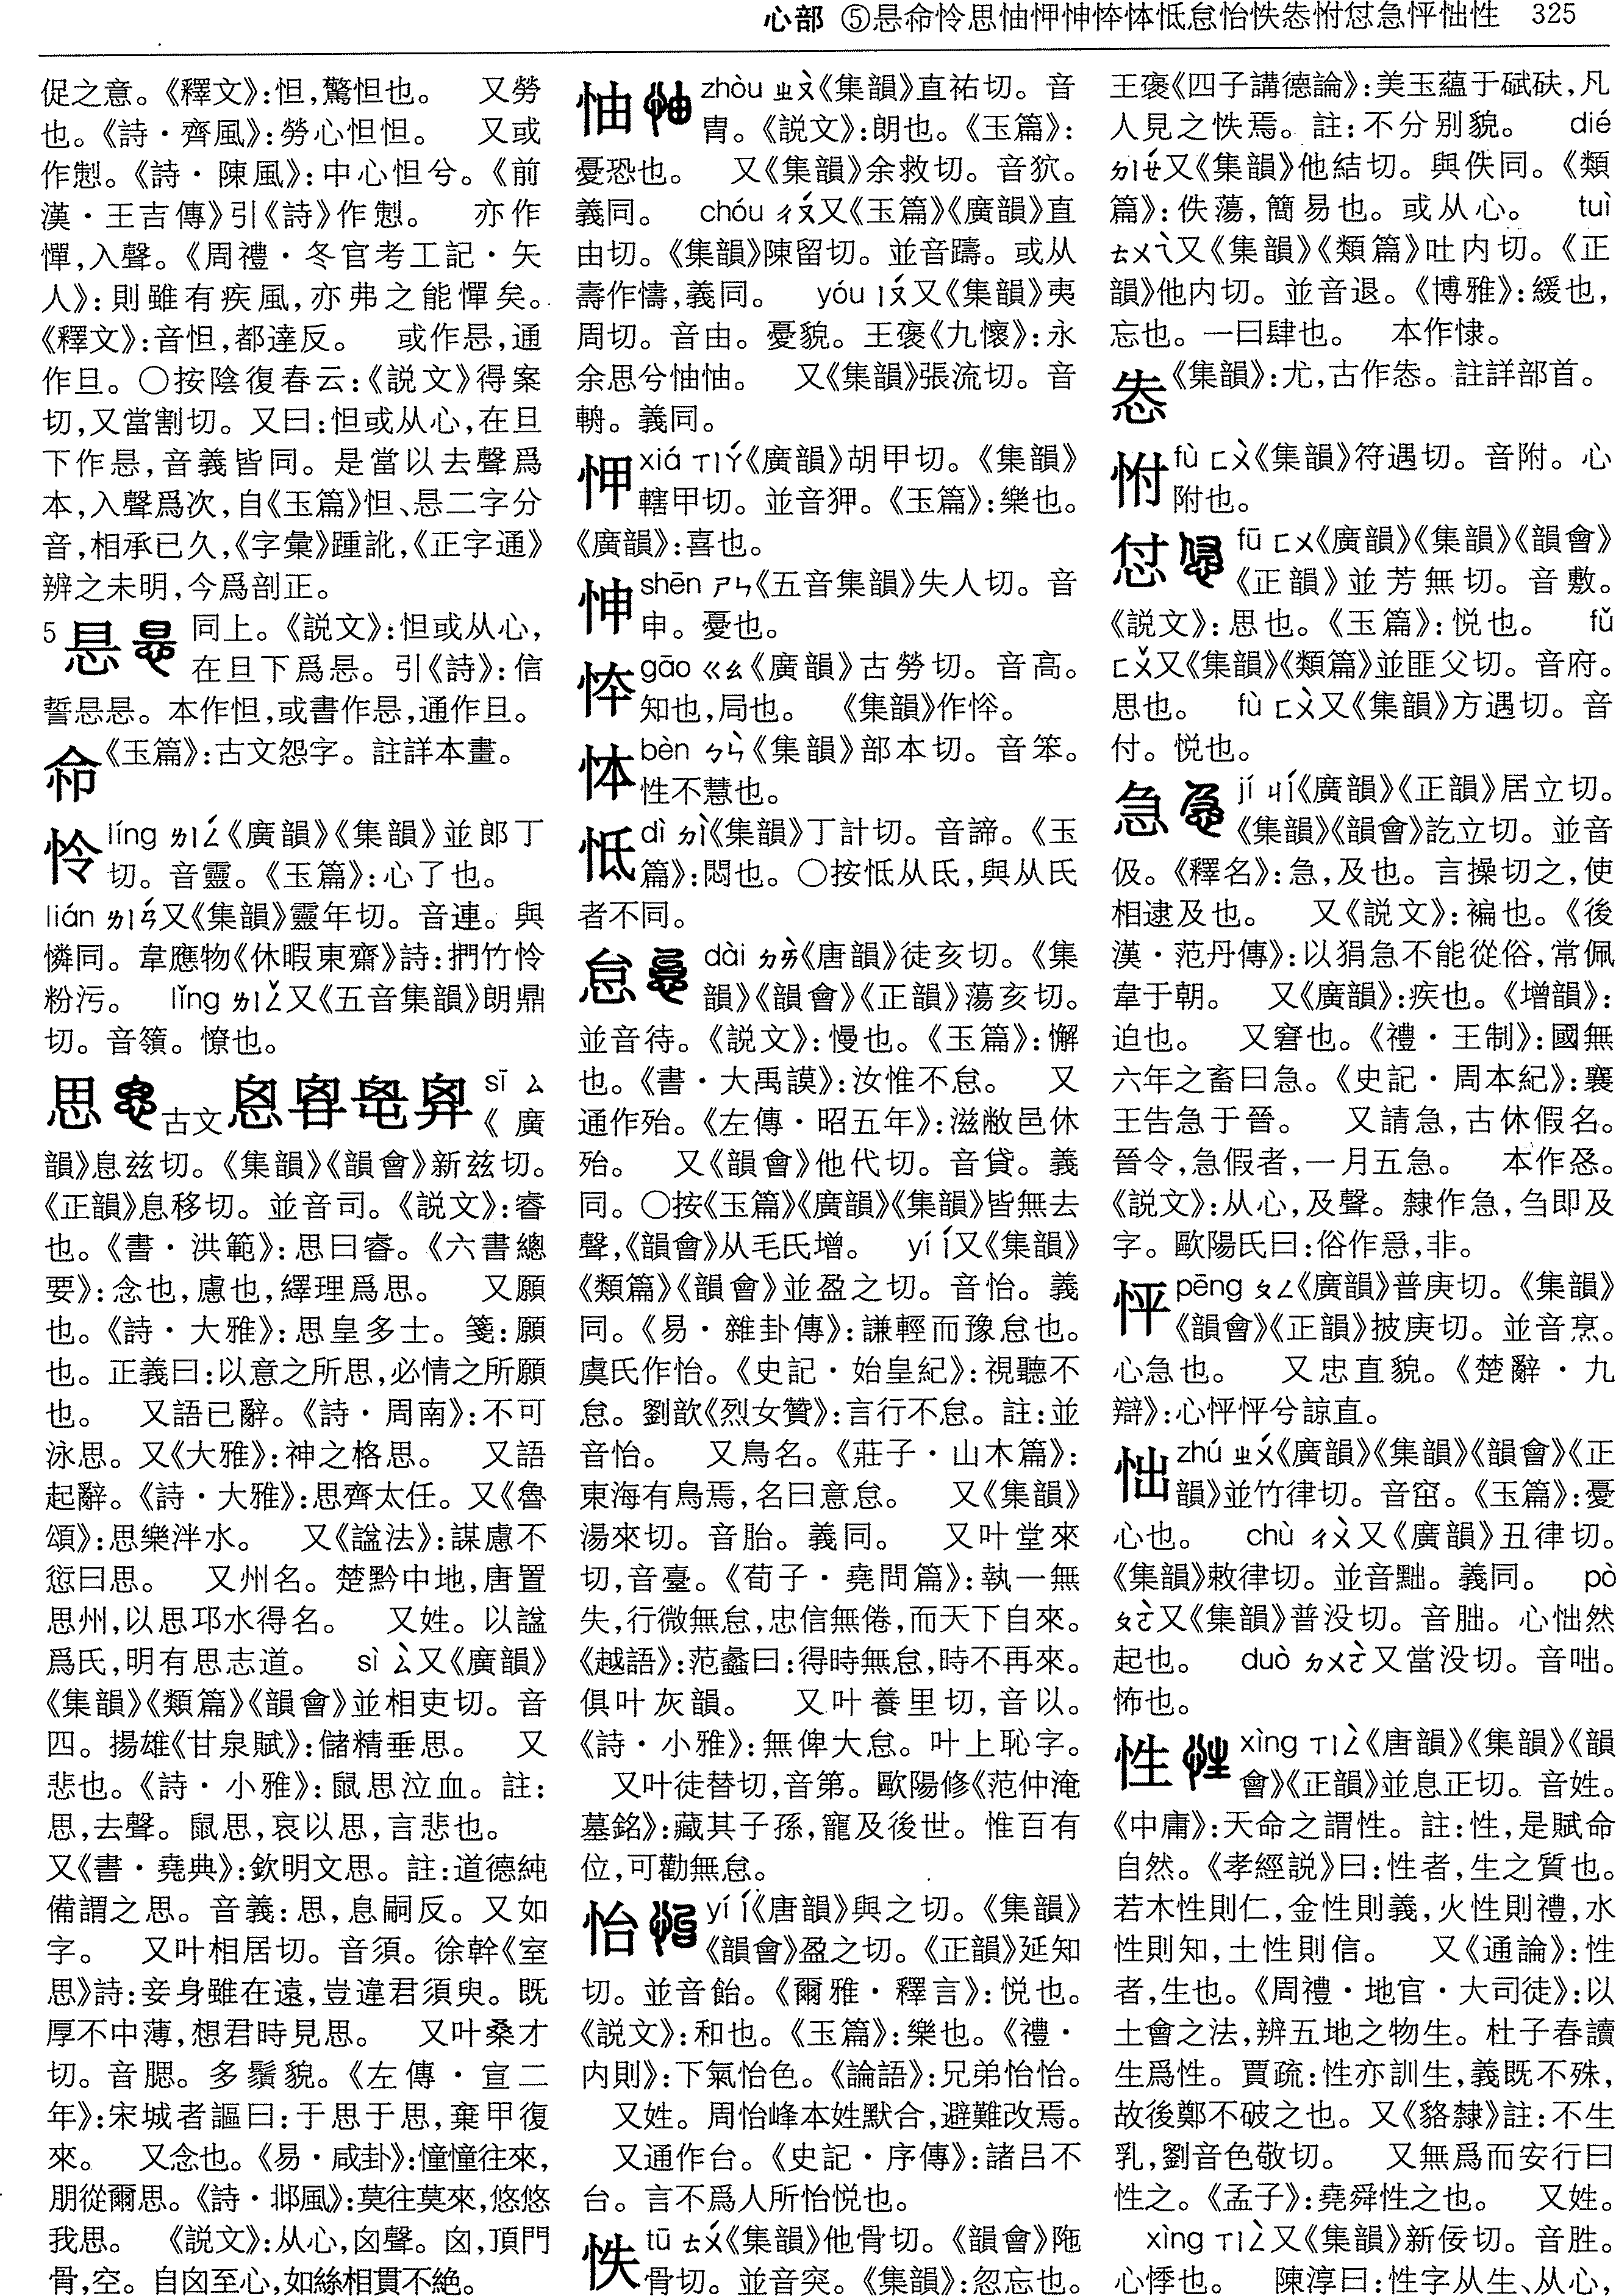 心部 ⑤悬命怜思怞㤉㤊㤒㤓怟怠怡怢怣怤怤急怦怞性 325
促之意。《釋文》:怛,驚怛也。 又勞
也。《詩·齊風》:勞心怛怛。 又或
作㥉。《詩·陳風》:中心怛兮。《前
漢·王吉傳》引《詩》作㥉。 亦作
憚,入聲。《周禮·冬官考工記·矢
人》:則雖有疾風,亦弗之能憚矣。
《釋文》:音怛,都達反。 或作悬,通
作旦。○按陰復春云:《説文》得案
切,又當割切。又曰:怛或从心,在旦
下作悬,音義皆同。是當以去聲爲
本,入聲爲次,自《玉篇》怛、悬二字分
音,相承已久,《字彙》踵訛,《正字通》
辨之未明,今爲剖正。
5 同上。《説文》:怛或从心,
在旦下爲悬。引《詩》:信
誓悬悬。本作怛,或書作悬,通作旦。
《玉篇》:古文怨字。註詳本畫。
怜 líng ㄌㄧㄥˊ《廣韻》《集韻》並郎丁
切。音靈。《玉篇》:心了也。
lián ㄌㄧㄢˊ又《集韻》靈年切。音連。與
憐同。韋應物《休暇東齋》詩:捫竹怜
粉污。 lǐng ㄌㄧㄥˇ又《五音集韻》朗鼎
切。音領。憭也。
思 古文 sī ㄙ
《廣
韻》息兹切。《集韻》《韻會》新兹切。
《正韻》息移切。並音司。《説文》:睿
也。《書·洪範》:思曰睿。《六書總
要》:念也,慮也,繹理爲思。 又願
也。《詩·大雅》:思皇多士。箋:願
也。正義曰:以意之所思,必情之所願
也。 又語已辭。《詩·周南》:不可
泳思。又《大雅》:神之格思。 又語
起辭。《詩·大雅》:思齊太任。又《魯
頌》:思樂泮水。 又《諡法》:謀慮不
愆曰思。 又州名。楚黔中地,唐置
思州,以思邛水得名。 又姓。以諡
爲氏,明有思志道。 sì ㄙˋ又《廣韻》
《集韻》《類篇》《韻會》並相吏切。音
四。揚雄《甘泉賦》:儲精垂思。 又
悲也。《詩·小雅》:鼠思泣血。註:
思,去聲。鼠思,哀以思,言悲也。
又《書·堯典》:欽明文思。註:道德純
備謂之思。音義:思,息嗣反。又如
字。 又叶相居切。音須。徐幹《室
思》詩:妾身雖在遠,豈違君須臾。既
厚不中薄,想君時見思。 又叶桑才
切。音腮。多鬚貌。《左傳·宣二
年》:宋城者謳曰:于思于思,棄甲復
來。 又念也。《易·咸卦》:憧憧往來,
朋從爾思。《詩·邶風》:莫往莫來,悠悠
我思。 《説文》:从心,囟聲。囟,頂門
骨,空。自囟至心,如絲相貫不絶。
怞 zhòu ㄓㄡˋ《集韻》直祐切。音
胄。《説文》:朗也。《玉篇》:
憂恐也。 又《集韻》余救切。音狖。
義同。 chóu ㄔㄡˊ又《玉篇》《廣韻》直
由切。《集韻》陳留切。並音躊。或从
壽作懤,義同。 yóu ㄧㄡˊ又《集韻》夷
周切。音由。憂貌。王褒《九懷》:永
余思兮怞怞。 又《集韻》張流切。音
輈。義同。
xiá ㄒㄧㄚˊ《廣韻》胡甲切。《集韻》
轄甲切。並音狎。《玉篇》:樂也。
《廣韻》:喜也。
shēn ㄕㄣ《五音集韻》失人切。音
申。憂也。
gāo ㄍㄠ《廣韻》古勞切。音高。
知也,局也。 《集韻》作㤒。
bèn ㄅㄣˋ《集韻》部本切。音笨。
性不慧也。
怟 dì ㄉㄧˋ《集韻》丁計切。音諦。《玉
篇》:悶也。○按怟从氐,與从氏
者不同。
怠 dài ㄉㄞˋ《唐韻》徒亥切。《集
韻》《韻會》《正韻》蕩亥切。
並音待。《説文》:慢也。《玉篇》:懈
也。《書·大禹謨》:汝惟不怠。 又
通作殆。《左傳·昭五年》:滋敝邑休
殆。 又《韻會》他代切。音貸。義
同。○按《玉篇》《廣韻》《集韻》皆無去
聲,《韻會》从毛氏增。 yí ㄧˊ又《集韻》
《類篇》《韻會》並盈之切。音怡。義
同。《易·雜卦傳》:謙輕而豫怠也。
虞氏作怡。《史記·始皇紀》:視聽不
怠。劉歆《烈女贊》:言行不怠。註:並
音怡。 又鳥名。《莊子·山木篇》:
東海有鳥焉,名曰意怠。 又《集韻》
湯來切。音胎。義同。 又叶堂來
切,音臺。《荀子·堯問篇》:執一無
失,行微無怠,忠信無倦,而天下自來。
《越語》:范蠡曰:得時無怠,時不再來。
俱叶灰韻。 又叶養里切,音以。
《詩·小雅》:無俾大怠。叶上恥字。
又叶徒替切,音第。歐陽修《范仲淹
墓銘》:藏其子孫,寵及後世。惟百有
位,可勸無怠。
怡 yí ㄧˊ《唐韻》與之切。《集韻》
《韻會》盈之切。《正韻》延知
切。並音飴。《爾雅·釋言》:悦也。
《説文》:和也。《玉篇》:樂也。《禮·
内則》:下氣怡色。《論語》:兄弟怡怡。
又姓。周怡峰本姓默台,避難改焉。
又通作台。《史記·序傳》:諸吕不
台。言不爲人所怡悦也。
怢 tū ㄊㄨˊ《集韻》他骨切。《韻會》陁
骨切。並音突。《集韻》:忽忘也。
王褒《四子講德論》:美玉藴于碔砆,凡
人見之怢焉。註:不分别貌。 dié
ㄉㄧㄝˊ又《集韻》他結切。與佚同。《類
篇》:佚蕩,簡易也。或从心。 tuì
ㄊㄨㄟˋ又《集韻》《類篇》吐内切。《正
韻》他内切。並音退。《博雅》:緩也,
忘也。一曰肆也。 本作㥆。
怣 《集韻》:尤,古作怣。註詳部首。
fù ㄈㄨˋ《集韻》符遇切。音附。心
附也。
fū ㄈㄨ《廣韻》《集韻》《韻會》
《正韻》並芳無切。音敷。
《説文》:思也。《玉篇》:悦也。 fǔ
ㄈㄨˇ又《集韻》《類篇》並匪父切。音府。
思也。 fù ㄈㄨˋ又《集韻》方遇切。音
付。悦也。
急 jí ㄐㄧˊ《廣韻》《正韻》居立切。
《集韻》《韻會》訖立切。並音
伋。《釋名》:急,及也。言操切之,使
相逮及也。 又《説文》:褊也。《後
漢·范丹傳》:以狷急不能從俗,常佩
韋于朝。 又《廣韻》:疾也。《增韻》:
迫也。 又窘也。《禮·王制》:國無
六年之畜曰急。《史記·周本紀》:襄
王告急于晉。 又請急,古休假名。
晉令,急假者,一月五急。 本作㤂。
《説文》:从心,及聲。隸作急,刍即及
字。歐陽氏曰:俗作㤂,非。
怦 pēng ㄆㄥ《廣韻》普庚切。《集韻》
《韻會》《正韻》披庚切。並音烹。
心急也。 又忠直貌。《楚辭·九
辯》:心怦怦兮諒直。
zhú ㄓㄨˊ《廣韻》《集韻》《韻會》《正
韻》並竹律切。音窋。《玉篇》:憂
心也。 chù ㄔㄨˋ又《廣韻》丑律切。
《集韻》敕律切。並音黜。義同。 pò
ㄆㄛˋ又《集韻》普没切。音朏。心怞然
起也。 duò ㄉㄨㄛˋ又當没切。音咄。
怖也。
性 xìng ㄒㄧㄥˋ《唐韻》《集韻》《韻
會》《正韻》並息正切。音姓。
《中庸》:天命之謂性。註:性,是賦命
自然。《孝經説》曰:性者,生之質也。
若木性則仁,金性則義,火性則禮,水
性則知,土性則信。 又《通論》:性
者,生也。《周禮·地官·大司徒》:以
土會之法,辨五地之物生。杜子春讀
生爲性。賈疏:性亦訓生,義既不殊,
故後鄭不破之也。又《貉隸》註:不生
乳,劉音色敬切。 又無爲而安行曰
性之。《孟子》:堯舜性之也。 又姓。
xìng ㄒㄧㄥˋ又《集韻》新佞切。音胜。
心悸也。 陳淳曰:性字从生、从心,